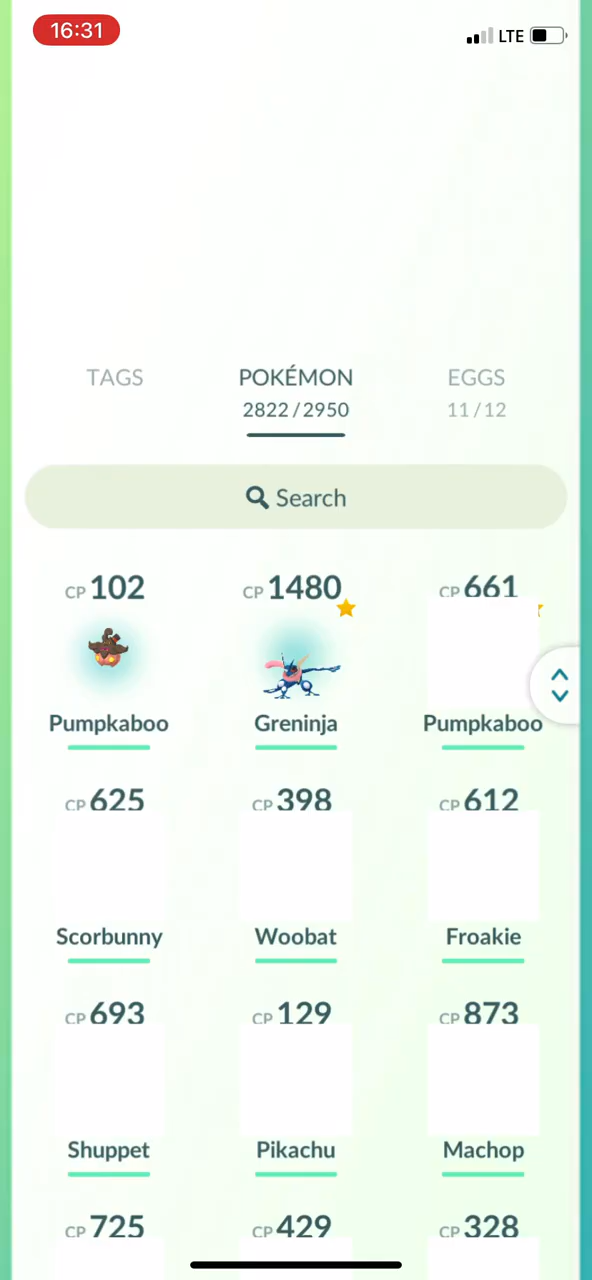 16:31 LTE
TAGS POKÉMON EGGS
2822/2950 11/12
Search
CP 102 CP 1480 CP 661
Pumpkaboo Greninja Pumpkaboo
CP 625 CP 398 CP 612
Scorbunny Woobat Froakie
CP 693 CP 129 CP 873
Shuppet Pikachu Machop
CP 725 CP 429 CP 328